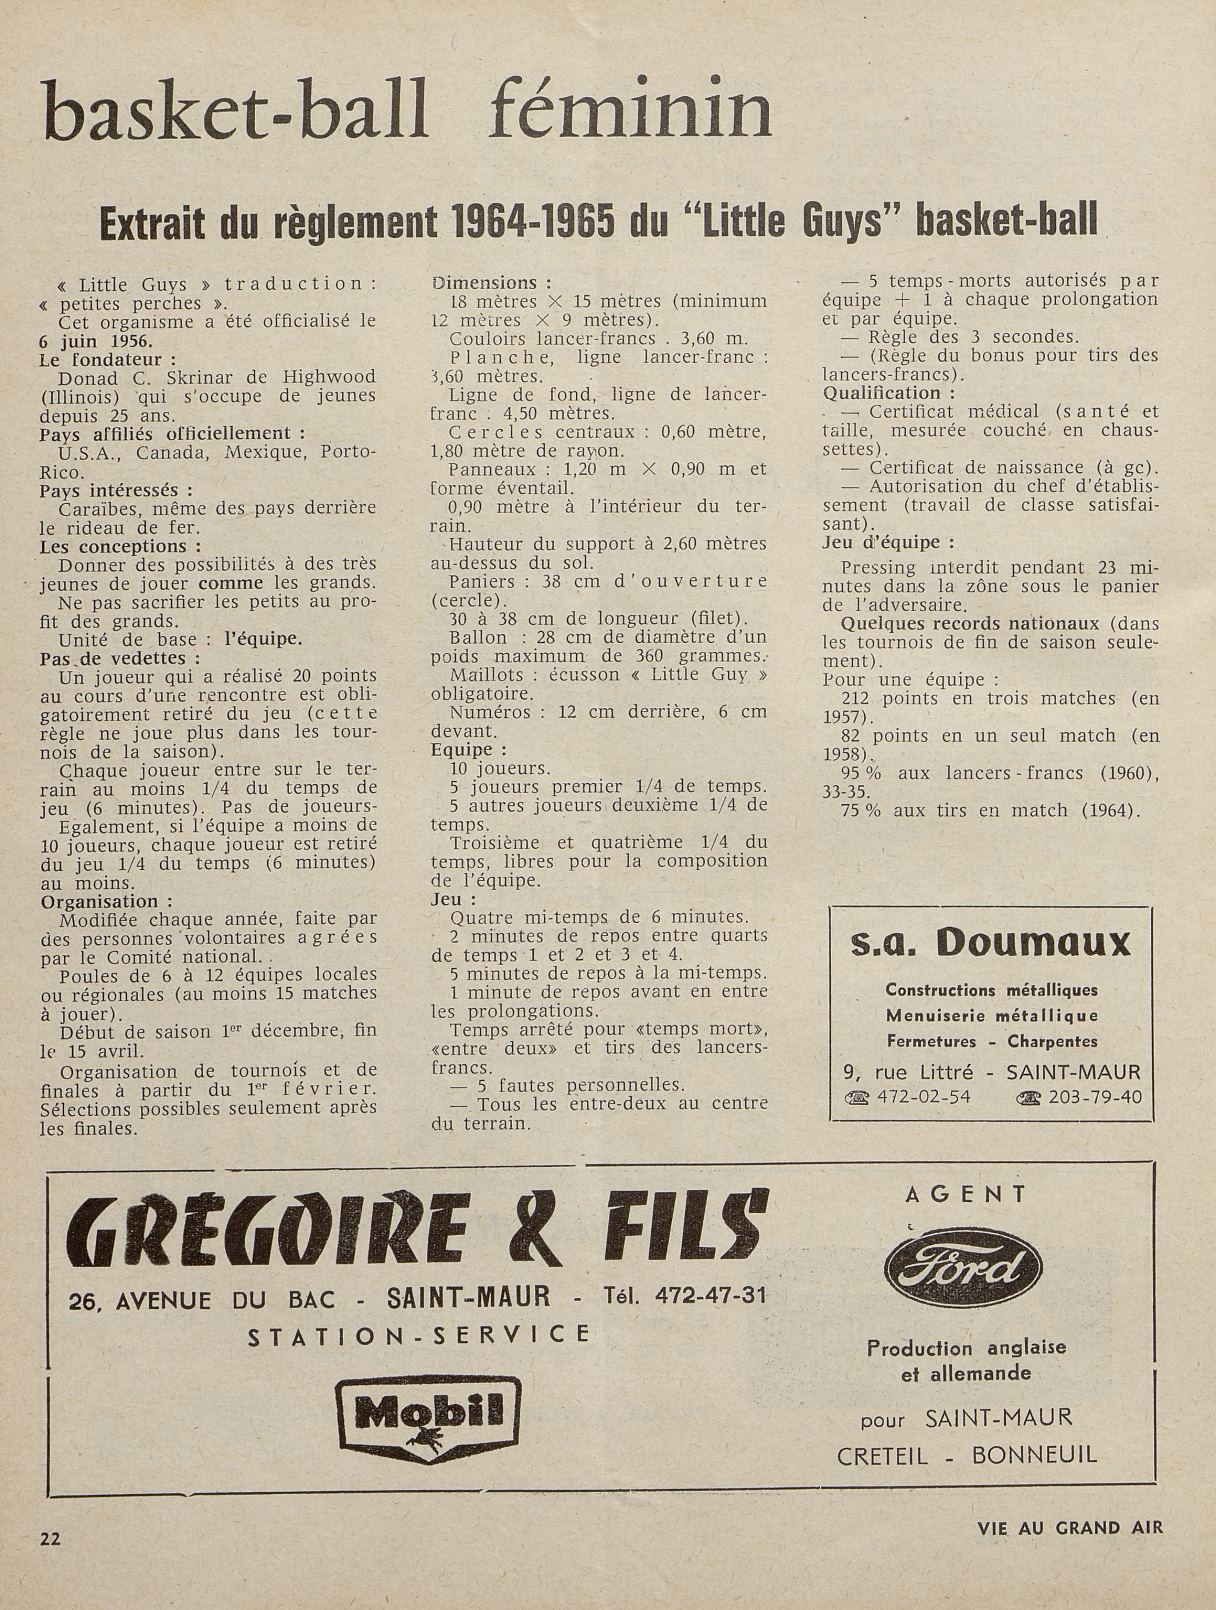 basket-ball féminin
Extrait du règlement 1964-1965 du “Little Guys” basket-ball
« Little Guys » traduction :
« petites perches ».
Cet organisme a été officialisé le
6 juin 1956.
Le fondateur :
Donad C. Skrinar de Highwood
(Illinois) qui s'occupe de jeunes
depuis 25 ans.
Pays affiliés officiellement :
U.S.A., Canada, Mexique, Porto-
Rico.
Pays intéressés :
Caraïbes, même des pays derrière
le rideau de fer.
Les conceptions :
Donner des possibilités à des très
jeunes de jouer comme les grands.
Ne pas sacrifier les petits au pro-
fit des grands.
Unité de base : l'équipe.
Pas de vedettes :
Un joueur qui a réalisé 20 points
au cours d'une rencontre est obli-
gatoirement retiré du jeu (cette
règle ne joue plus dans les tour-
nois de la saison).
Chaque joueur entre sur le ter-
rain au moins 1/4 du temps de
jeu (6 minutes). Pas de joueurs-
Egalement, si l'équipe a moins de
10 joueurs, chaque joueur est retiré
du jeu 1/4 du temps (6 minutes)
au moins.
Organisation :
Modifiée chaque année, faite par
des personnes volontaires agrées
par le Comité national.
Poules de 6 à 12 équipes locales
ou régionales (au moins 15 matches
à jouer).
Début de saison 1er décembre, fin
le 15 avril.
Organisation de tournois et de
finales à partir du 1er février.
Sélections possibles seulement après
les finales.
Dimensions :
18 mètres X 15 mètres (minimum
12 mètres X 9 mètres).
Couloirs lancer-francs . 3,60 m.
Planche, ligne lancer-franc :
3,60 mètres.
Ligne de fond, ligne de lancer-
franc : 4,50 mètres.
Cercles centraux : 0,60 mètre,
1,80 mètre de rayon.
Panneaux : 1,20 m X 0,90 m et
forme éventail.
0,90 mètre à l'intérieur du ter-
rain.
Hauteur du support à 2,60 mètres
au-dessus du sol.
Paniers : 38 cm d'ouverture
(cercle).
30 à 38 cm de longueur (filet).
Ballon : 28 cm de diamètre d'un
poids maximum de 360 grammes.
Maillots : écusson « Little Guy »
obligatoire.
Numéros : 12 cm derrière, 6 cm
devant.
Equipe :
10 joueurs.
5 joueurs premier 1/4 de temps.
5 autres joueurs deuxième 1/4 de
temps.
Troisième et quatrième 1/4 du
temps, libres pour la composition
de l'équipe.
Jeu :
Quatre mi-temps de 6 minutes.
2 minutes de repos entre quarts
de temps 1 et 2 et 3 et 4.
5 minutes de repos à la mi-temps.
1 minute de repos avant en entre
les prolongations.
Temps arrêté pour «temps mort»,
«entre deux» et tirs des lancers-
francs.
— 5 fautes personnelles.
— Tous les entre-deux au centre
du terrain.
— 5 temps-morts autorisés par
équipe + 1 à chaque prolongation
et par équipe.
— Règle des 3 secondes.
— (Règle du bonus pour tirs des
lancers-francs).
Qualification :
— Certificat médical (santé et
taille, mesurée couché en chaus-
settes).
— Certificat de naissance (à gc).
— Autorisation du chef d'établis-
sement (travail de classe satisfai-
sant).
Jeu d'équipe :
Pressing interdit pendant 23 mi-
nutes dans la zône sous le panier
de l'adversaire.
Quelques records nationaux (dans
les tournois de fin de saison seule-
ment).
Pour une équipe :
212 points en trois matches (en
1957).
82 points en un seul match (en
1958).
95 % aux lancers-francs (1960),
33-35.
75 % aux tirs en match (1964).
s.a. Doumaux
Constructions métalliques
Menuiserie métallique
Fermetures - Charpentes
9, rue Littré - SAINT-MAUR
☎ 472-02-54 ☎ 203-79-40
GRÉGOIRE & FILS
26, AVENUE DU BAC - SAINT-MAUR - Tél. 472-47-31
STATION-SERVICE
Mobil
AGENT
Ford
Production anglaise
et allemande
pour SAINT-MAUR
CRETEIL - BONNEUIL
22
VIE AU GRAND AIR